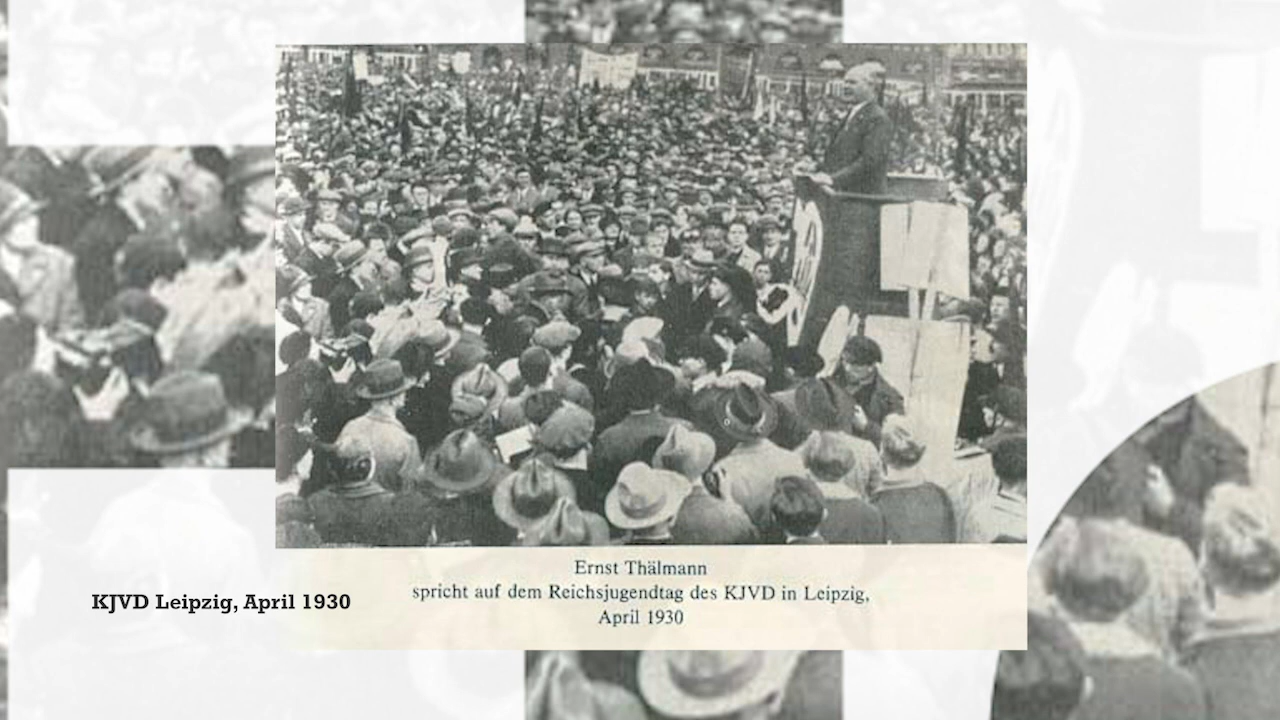 Ernst Thälmann
spricht auf dem Reichsjugendtag des KJVD in Leipzig,
April 1930
KJVD Leipzig, April 1930